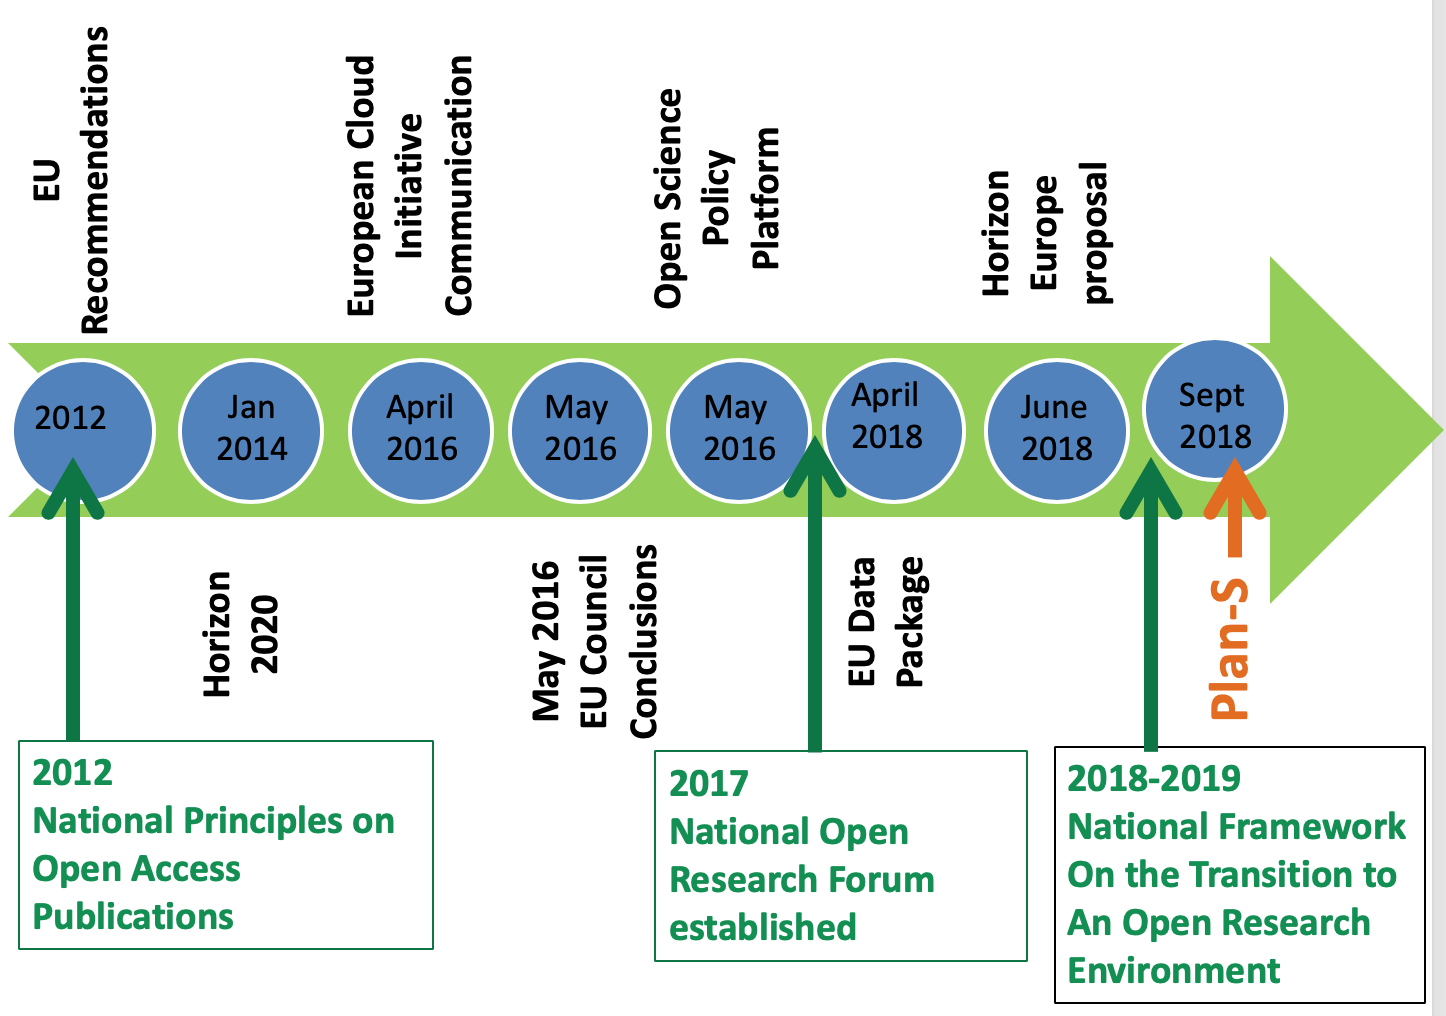 EU
Recommendations
European Cloud
Initiative
Communication
Open Science
Policy
Platform
Horizon
Europe
proposal
2012
Jan
2014
April
2016
May
2016
May
2016
April
2018
June
2018
Sept
2018
Horizon
2020
May 2016
EU Council
Conclusions
EU Data
Package
Plan-S
2012
National Principles on
Open Access
Publications
2017
National Open
Research Forum
established
2018-2019
National Framework
On the Transition to
An Open Research
Environment